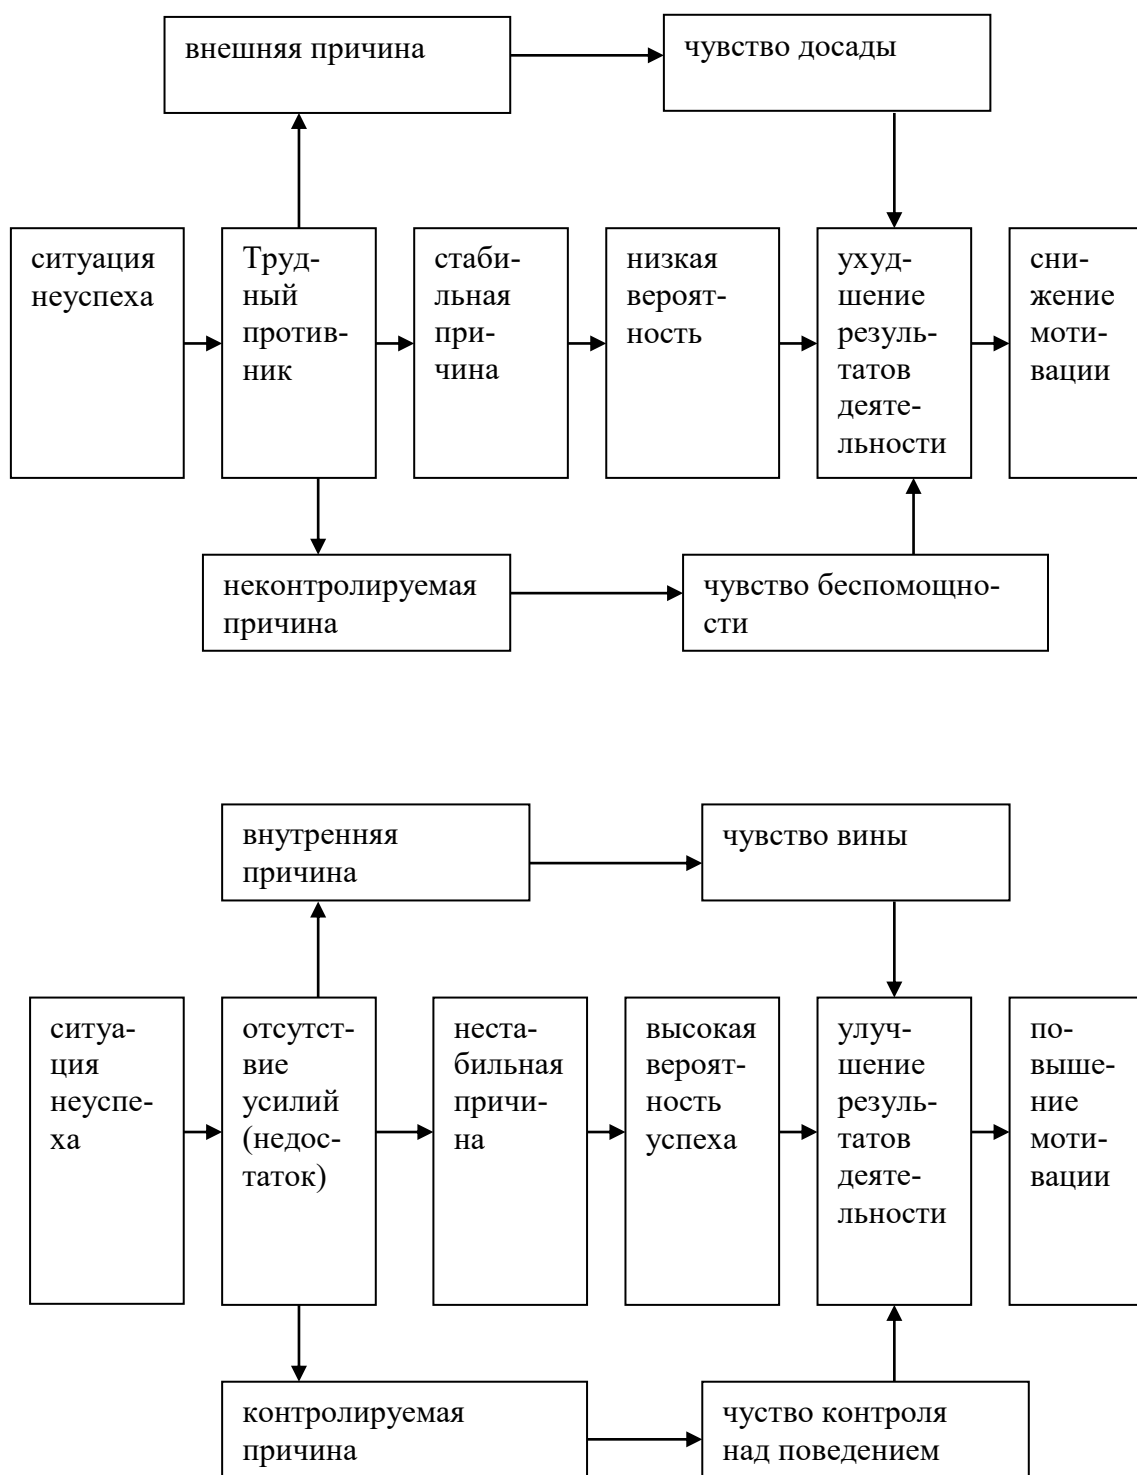 внешняя причина
чувство досады
ситуация
неуспеха
Труд-
ный
против-
ник
стаби-
льная
при-
чина
низкая
вероят-
ность
ухуд-
шение
резуль-
татов
деяте-
льности
сни-
жение
моти-
вации
неконтролируемая
причина
чувство беспомощно-
сти
внутренняя
причина
чувство вины
ситуа-
ция
неуспе-
ха
отсутст-
вие
усилий
(недос-
таток)
неста-
бильная
причи-
на
высокая
вероят-
ность
успеха
улуч-
шение
резуль-
татов
деяте-
льности
по-
выше-
ние
моти-
вации
контролируемая
причина
чуство контроля
над поведением